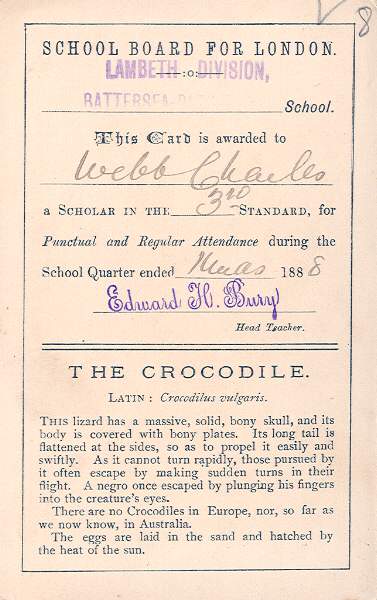 8
SCHOOL BOARD FOR LONDON.
LAMBETH DIVISION,
—:o:—
BATTERSEA
School.
This Card is awarded to
Webb Charles
a SCHOLAR IN THE 3rd STANDARD, for
Punctual and Regular Attendance during the
School Quarter ended Xmas 1888
Edward H. Bury
Head Teacher.
THE CROCODILE.
LATIN : Crocodilus vulgaris.
THIS lizard has a massive, solid, bony skull, and its
body is covered with bony plates. Its long tail is
flattened at the sides, so as to propel it easily and
swiftly. As it cannot turn rapidly, those pursued by
it often escape by making sudden turns in their
flight. A negro once escaped by plunging his fingers
into the creature's eyes.
There are no Crocodiles in Europe, nor, so far as
we now know, in Australia.
The eggs are laid in the sand and hatched by
the heat of the sun.